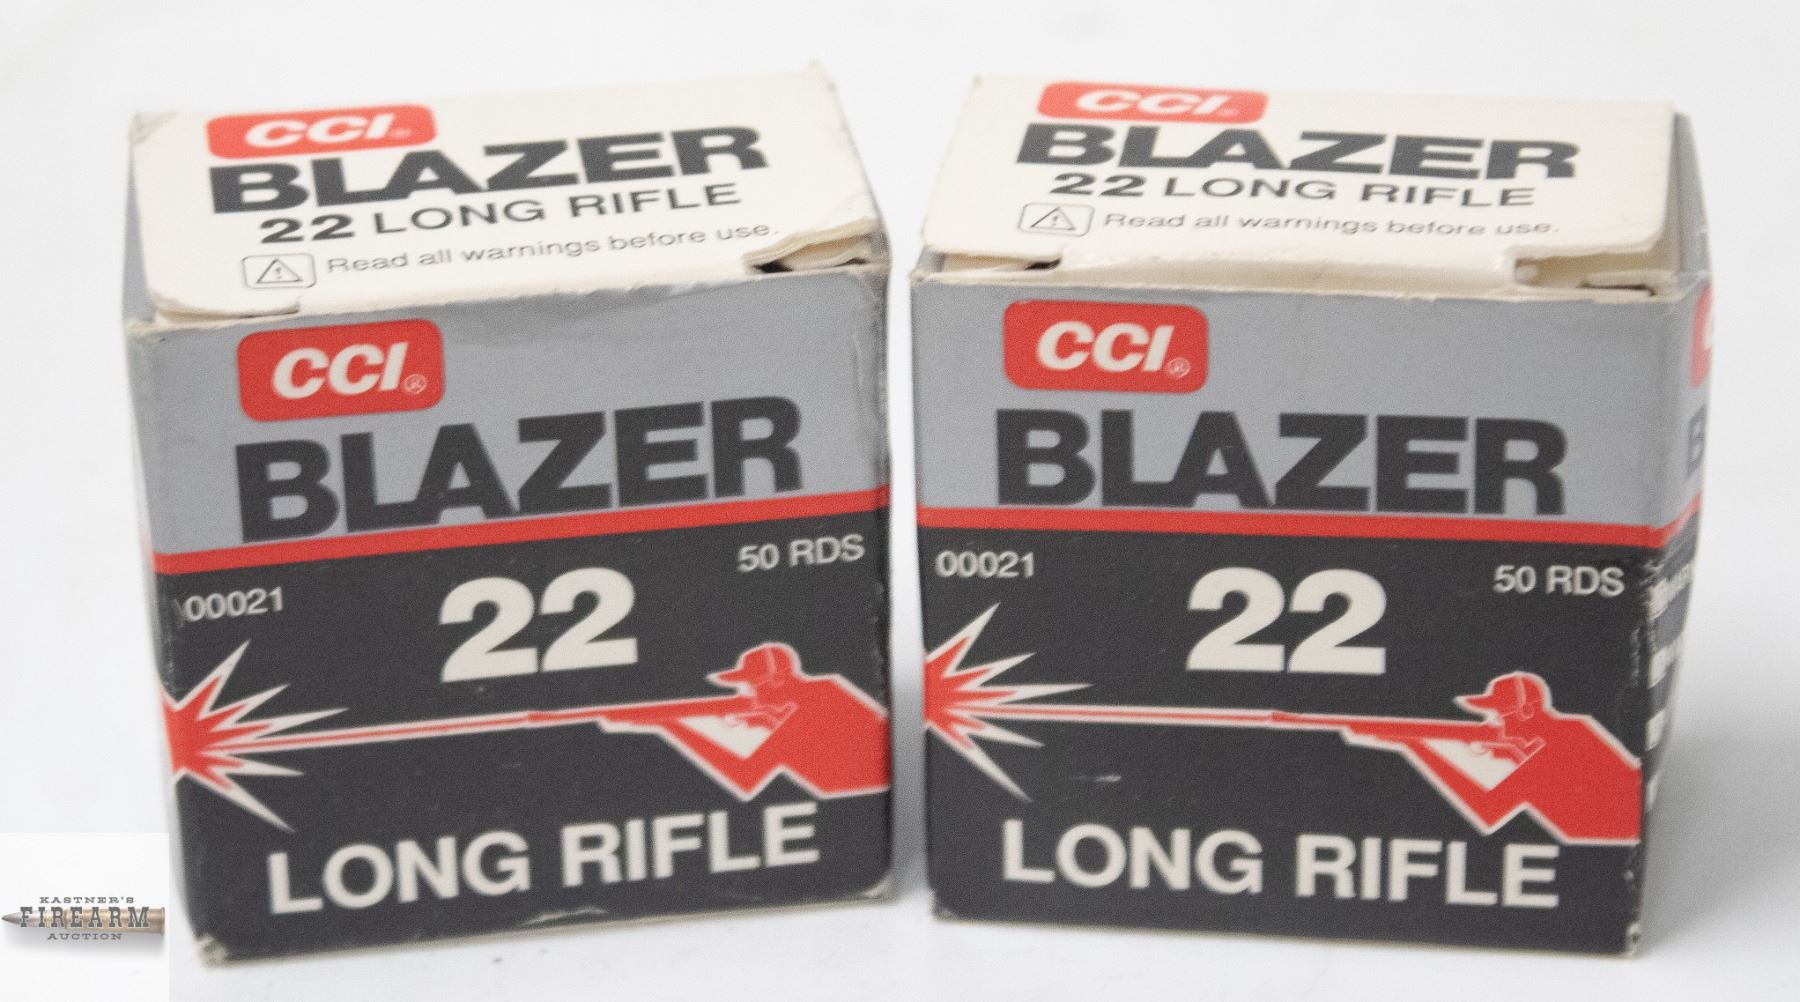 CCI®
BLAZER
22 LONG RIFLE
Read all warnings before use.
CCI®
BLAZER
50 RDS
00021
22
LONG RIFLE
CCI®
BLAZER
22 LONG RIFLE
Read all warnings before use.
CCI®
BLAZER
00021
50 RDS
22
LONG RIFLE
KASTNER'S
FIREARM
AUCTION